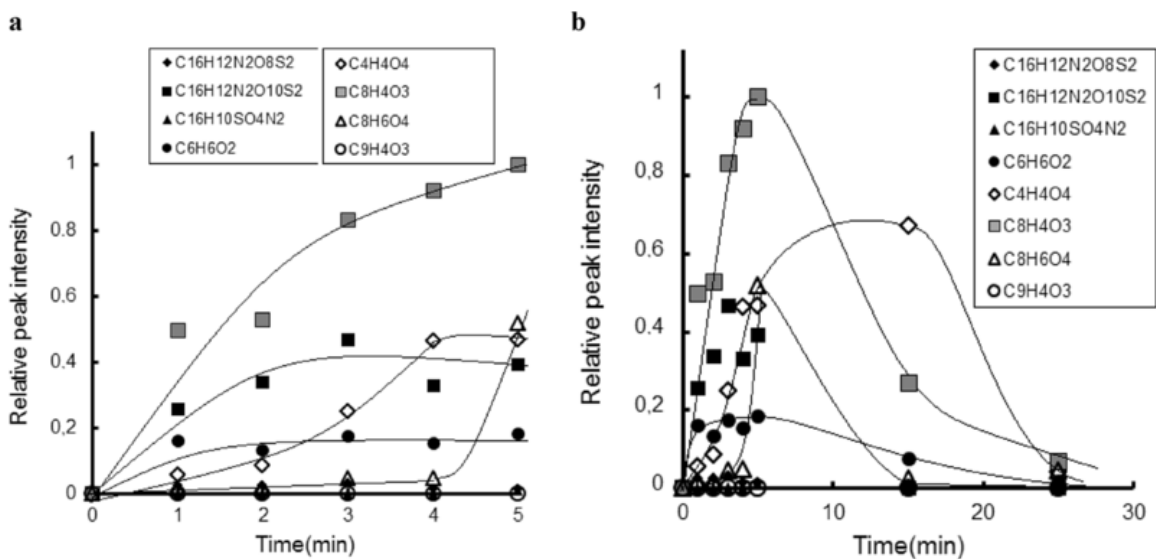 a
C16H12N2O8S2
C16H12N2O10S2
C16H10SO4N2
C6H6O2
C4H4O4
C8H4O3
C8H6O4
C9H4O3
1
0.8
0.6
0.4
0,2
0
0 1 2 3 4 5
Relative peak intensity
Time(min)
b
C16H12N2O8S2
C16H12N2O10S2
C16H10SO4N2
C6H6O2
C4H4O4
C8H4O3
C8H6O4
C9H4O3
1
0.8
0.6
0.4
0,2
0
0 10 20 30
Relative peak intensity
Time(min)